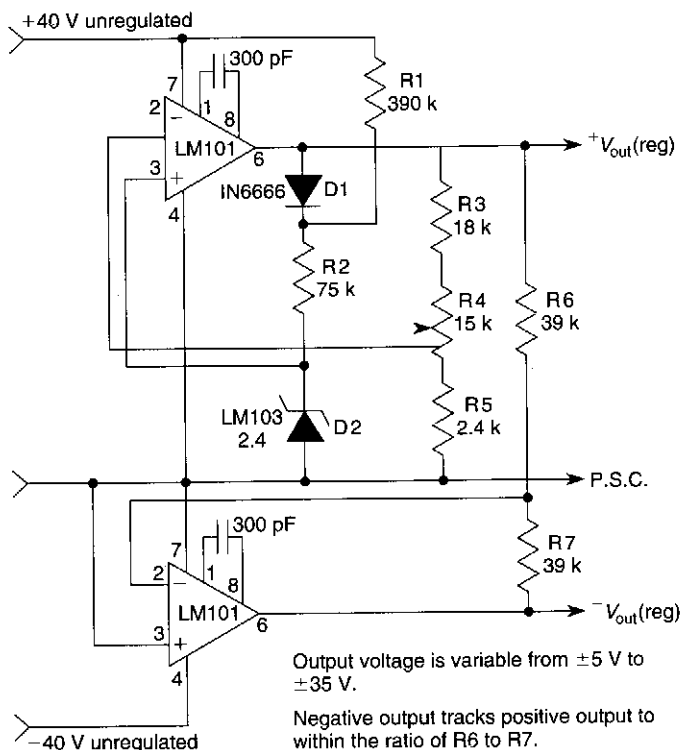 +40 V unregulated
300 pF
7
1
8
2
−
LM101
6
3
+
4
R1
390 k
+Vout(reg)
IN6666
D1
R3
18 k
R2
75 k
R4
15 k
R6
39 k
LM103
2.4
D2
R5
2.4 k
P.S.C.
300 pF
7
1
8
2
−
LM101
6
3
+
4
R7
39 k
−Vout(reg)
Output voltage is variable from ±5 V to
±35 V.
Negative output tracks positive output to
within the ratio of R6 to R7.
−40 V unregulated